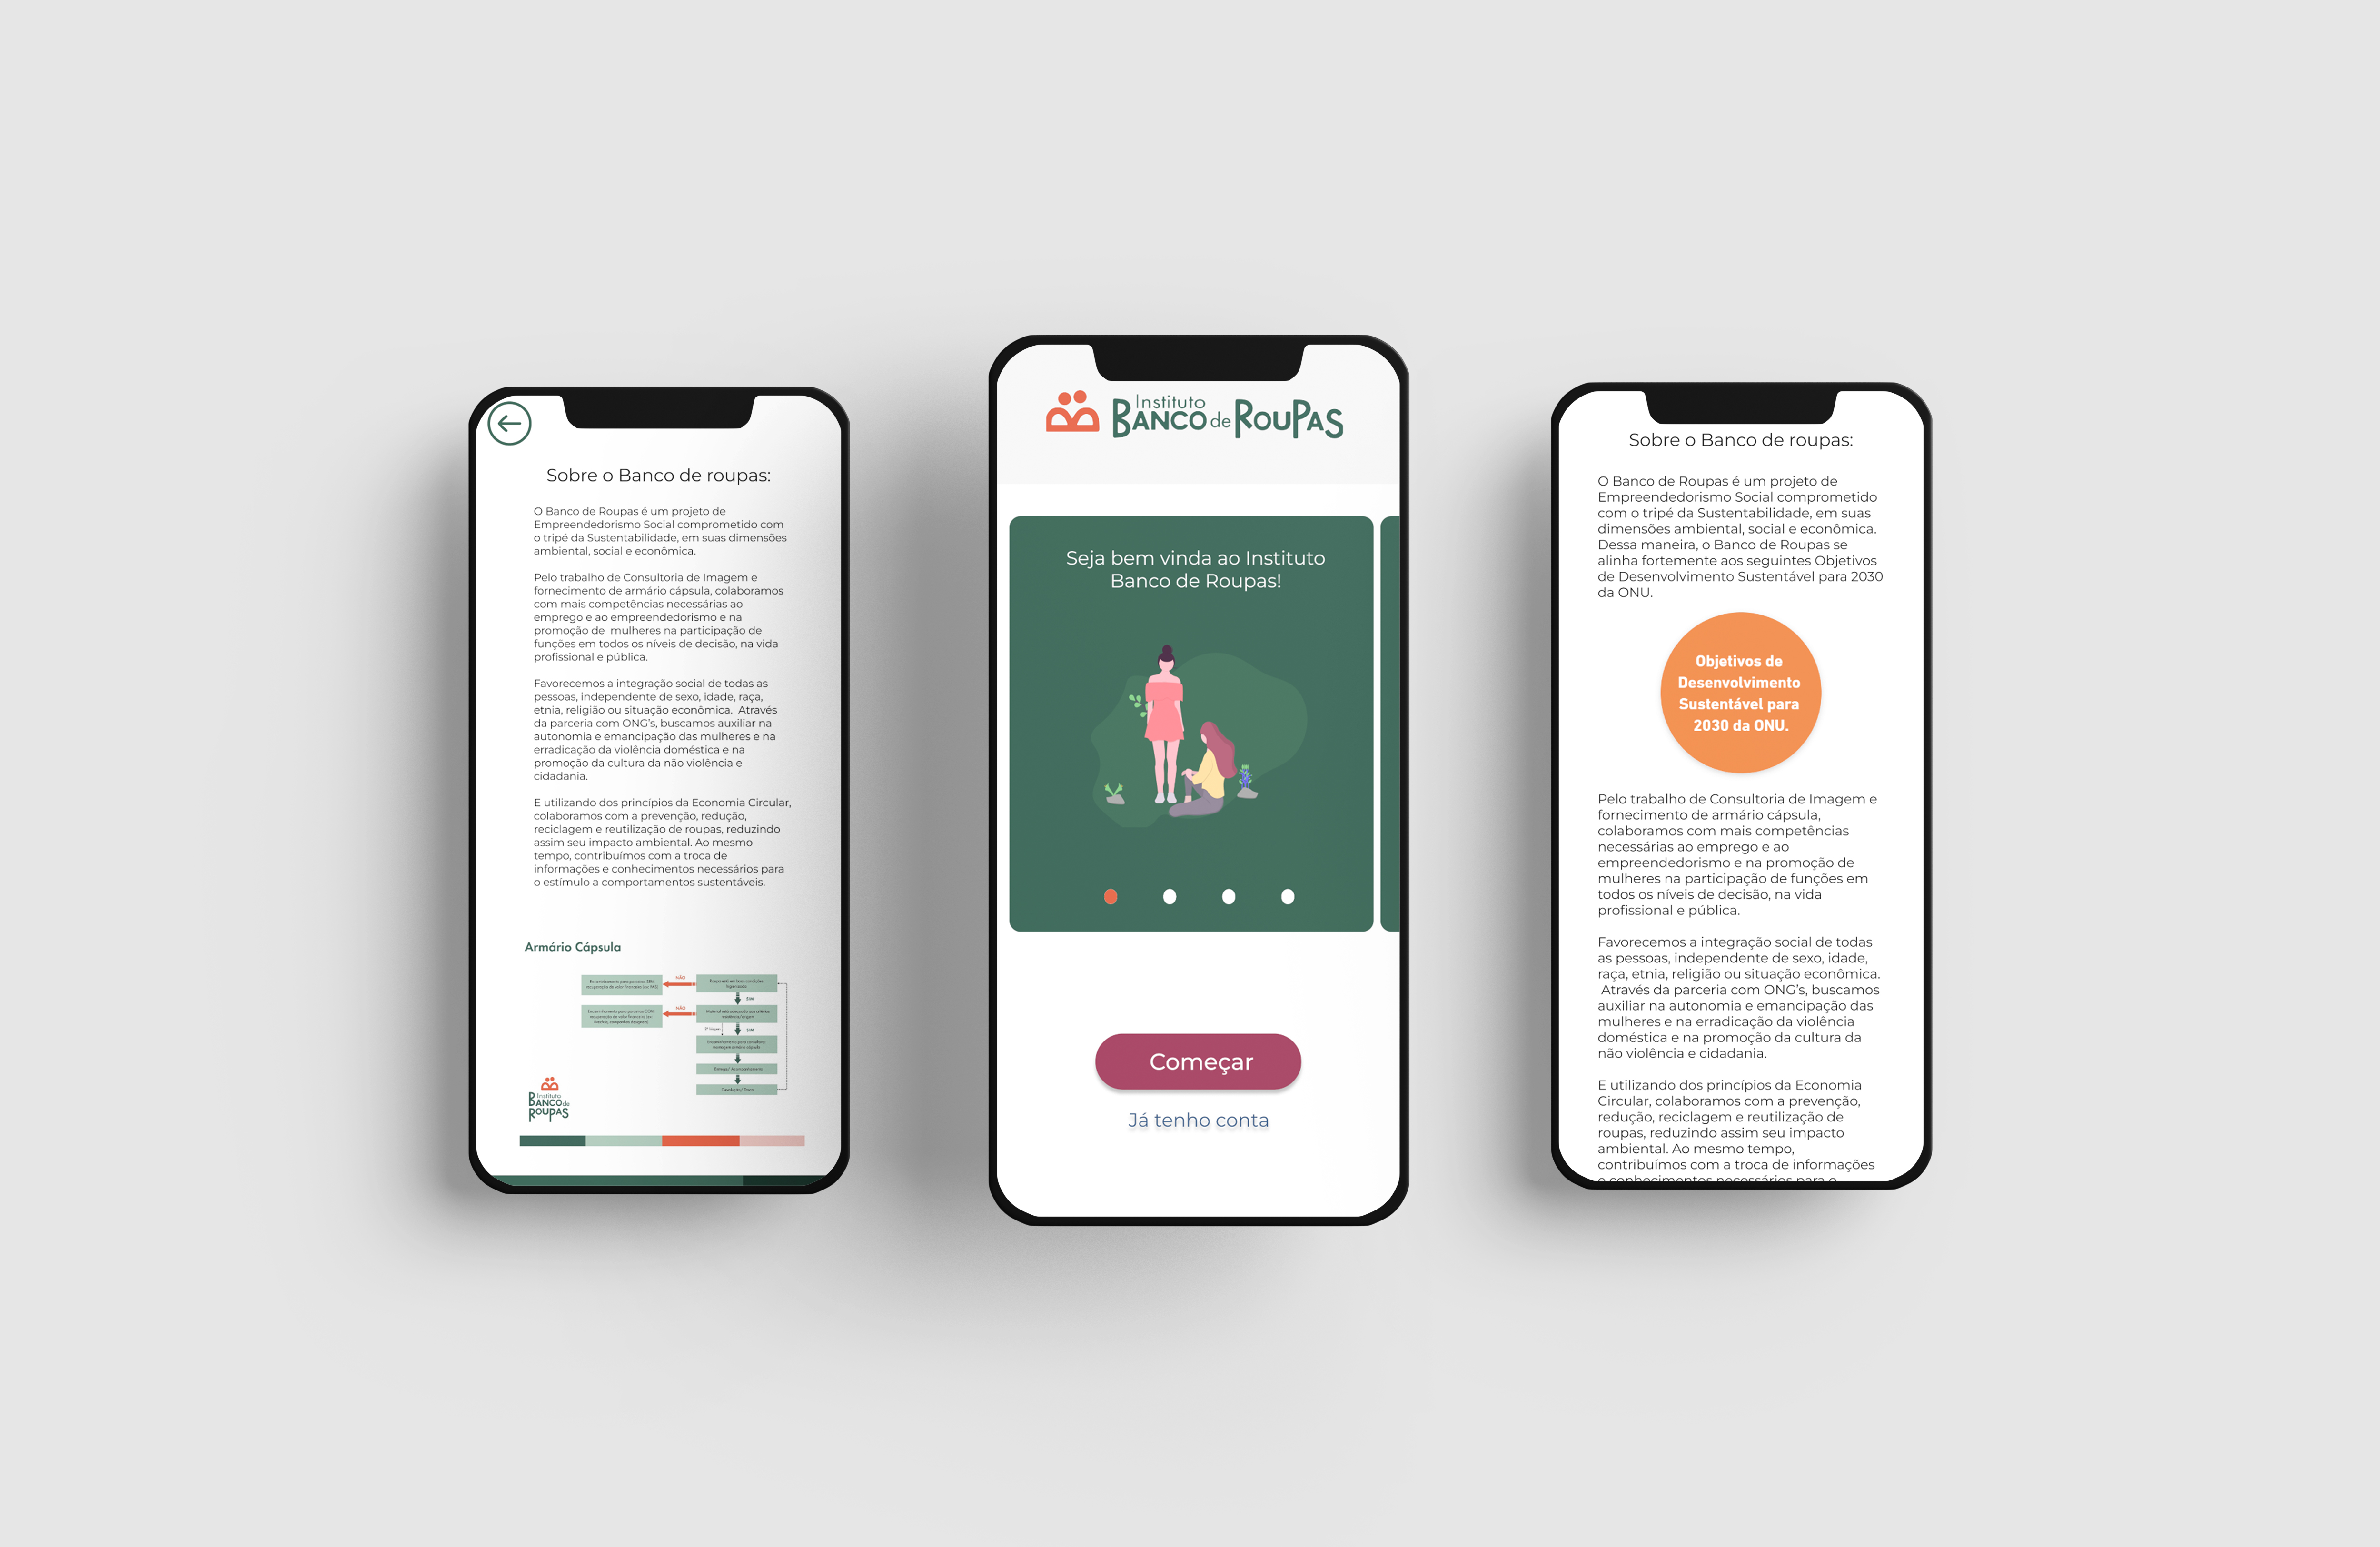 Sobre o Banco de roupas:
O Banco de Roupas é um projeto de
Empreendedorismo Social comprometido com
o tripé da Sustentabilidade, em suas dimensões
ambiental, social e econômica.
Pelo trabalho de Consultoria de Imagem e
fornecimento de armário cápsula, colaboramos
com mais competências necessárias ao
emprego e ao empreendedorismo e na
promoção de  mulheres na participação de
funções em todos os níveis de decisão, na vida
profissional e pública.
Favorecemos a integração social de todas as
pessoas, independente de sexo, idade, raça,
etnia, religião ou situação econômica.  Através
da parceria com ONG's, buscamos auxiliar na
autonomia e emancipação das mulheres e na
erradicação da violência doméstica e na
promoção da cultura da não violência e
cidadania.
E utilizando dos princípios da Economia Circular,
colaboramos com a prevenção, redução,
reciclagem e reutilização de roupas, reduzindo
assim seu impacto ambiental. Ao mesmo
tempo, contribuímos com a troca de
informações e conhecimentos necessários para
o estímulo a comportamentos sustentáveis.
Armário Cápsula
NÃO
SIM
NÃO
SIM
Instituto
BANCO de
ROUPAS
Instituto
BANCO de ROUPAS
Seja bem vinda ao Instituto
Banco de Roupas!
Começar
Já tenho conta
Sobre o Banco de roupas:
O Banco de Roupas é um projeto de
Empreendedorismo Social comprometido
com o tripé da Sustentabilidade, em suas
dimensões ambiental, social e econômica.
Dessa maneira, o Banco de Roupas se
alinha fortemente aos seguintes Objetivos
de Desenvolvimento Sustentável para 2030
da ONU.
Objetivos de
Desenvolvimento
Sustentável para
2030 da ONU.
Pelo trabalho de Consultoria de Imagem e
fornecimento de armário cápsula,
colaboramos com mais competências
necessárias ao emprego e ao
empreendedorismo e na promoção de
mulheres na participação de funções em
todos os níveis de decisão, na vida
profissional e pública.
Favorecemos a integração social de todas
as pessoas, independente de sexo, idade,
raça, etnia, religião ou situação econômica.
Através da parceria com ONG's, buscamos
auxiliar na autonomia e emancipação das
mulheres e na erradicação da violência
doméstica e na promoção da cultura da
não violência e cidadania.
E utilizando dos princípios da Economia
Circular, colaboramos com a prevenção,
redução, reciclagem e reutilização de
roupas, reduzindo assim seu impacto
ambiental. Ao mesmo tempo,
contribuímos com a troca de informações
e conhecimentos necessários para o